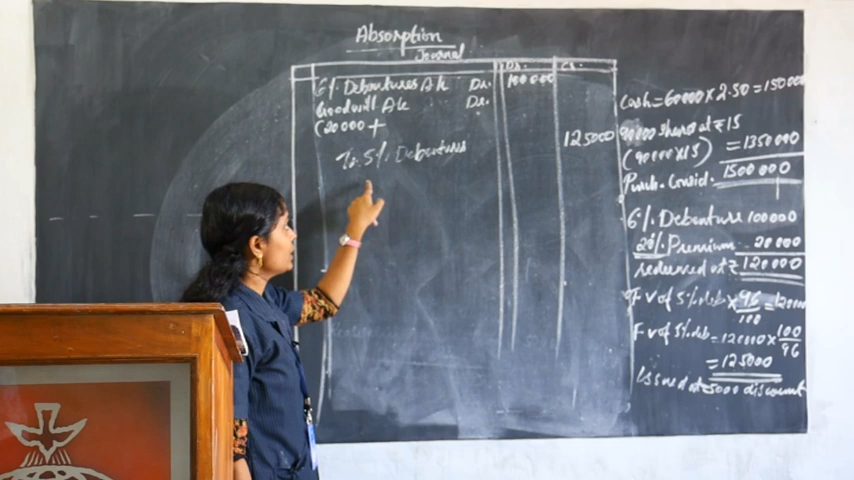 Absorption
Journal
Dr. Cr.
6% Debentures A/c Dr. 100000
Goodwill A/c Dr.
(20000 +
To 5% Debentures 125000
Cash = 60000 × 2.50 = 150000
90000 shares at ₹ 15
(90000×15) = 1350000
Purch. Consid. 1500000
6% Debenture 100000
20% Premium 20000
redeemed at ₹ 120000
F V of 5% deb × 96/100 = 120000
F V of 5% deb = 120000 × 100/96
= 125000
Issued at 5000 discount